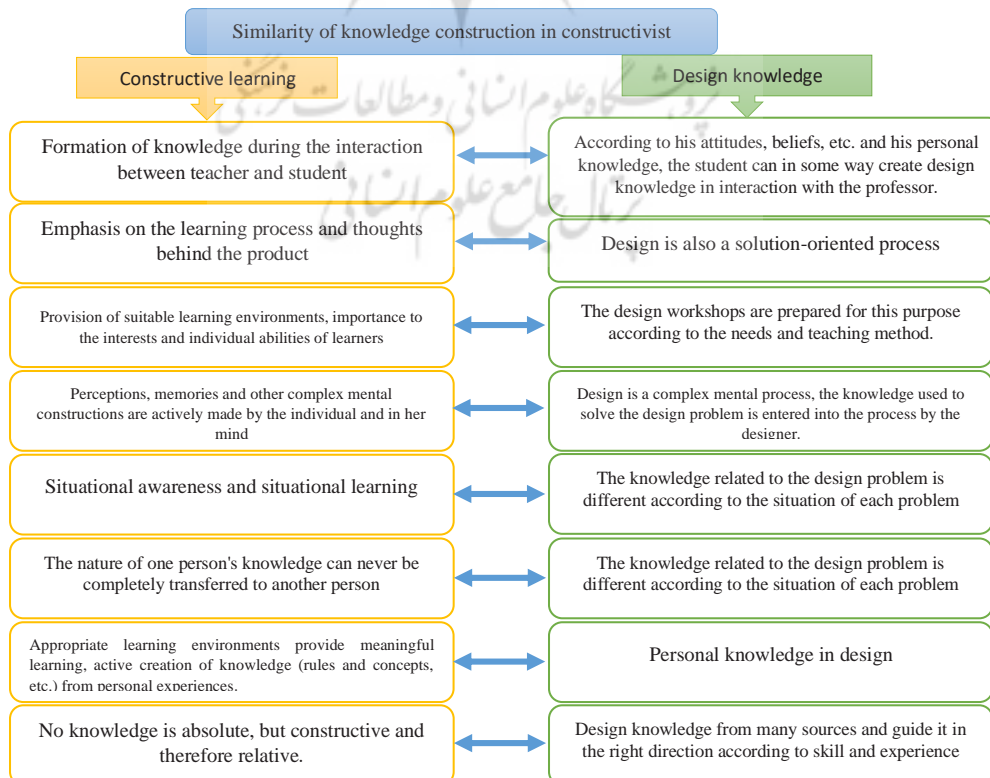 Similarity of knowledge construction in constructivist
Constructive learning
Design knowledge
پژوهشگاه علوم انسانی و مطالعات فرهنگی
پرتال جامع علوم انسانی
Formation of knowledge during the interaction
between teacher and student
According to his attitudes, beliefs, etc. and his personal
knowledge, the student can in some way create design
knowledge in interaction with the professor.
Emphasis on the learning process and thoughts
behind the product
Design is also a solution-oriented process
Provision of suitable learning environments, importance to
the interests and individual abilities of learners
The design workshops are prepared for this purpose
according to the needs and teaching method.
Perceptions, memories and other complex mental
constructions are actively made by the individual and in her
mind
Design is a complex mental process, the knowledge used to
solve the design problem is entered into the process by the
designer.
Situational awareness and situational learning
The knowledge related to the design problem is
different according to the situation of each problem
The nature of one person's knowledge can never be
completely transferred to another person
The knowledge related to the design problem is
different according to the situation of each problem
Appropriate learning environments provide meaningful
learning, active creation of knowledge (rules and concepts,
etc.) from personal experiences.
Personal knowledge in design
No knowledge is absolute, but constructive and
therefore relative.
Design knowledge from many sources and guide it in
the right direction according to skill and experience